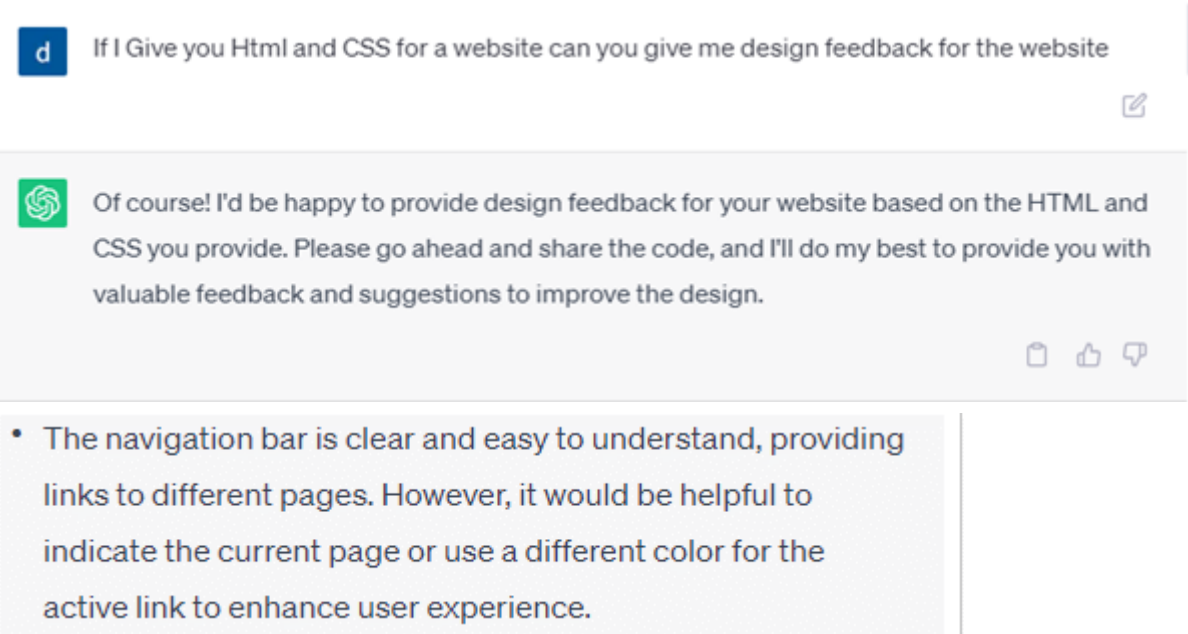 d
If I Give you Html and CSS for a website can you give me design feedback for the website
Of course! I'd be happy to provide design feedback for your website based on the HTML and
CSS you provide. Please go ahead and share the code, and I'll do my best to provide you with
valuable feedback and suggestions to improve the design.
• The navigation bar is clear and easy to understand, providing
links to different pages. However, it would be helpful to
indicate the current page or use a different color for the
active link to enhance user experience.